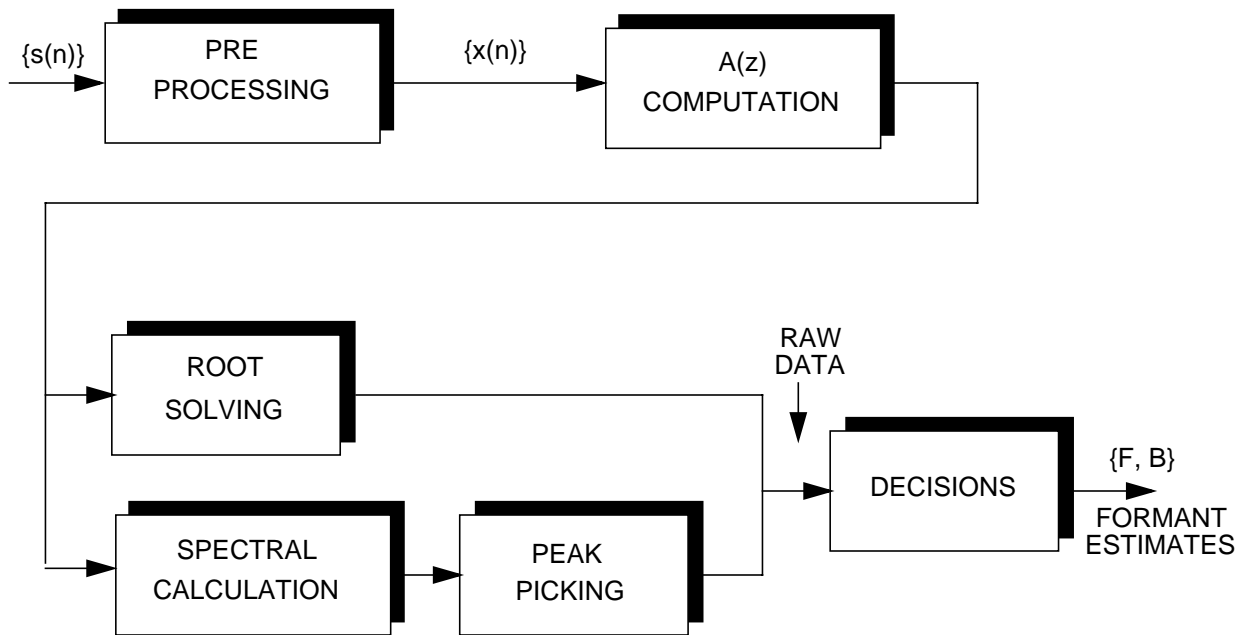 {s(n)}
PRE
PROCESSING
{x(n)}
A(z)
COMPUTATION
ROOT
SOLVING
RAW
DATA
DECISIONS
{F, B}
FORMANT
ESTIMATES
SPECTRAL
CALCULATION
PEAK
PICKING